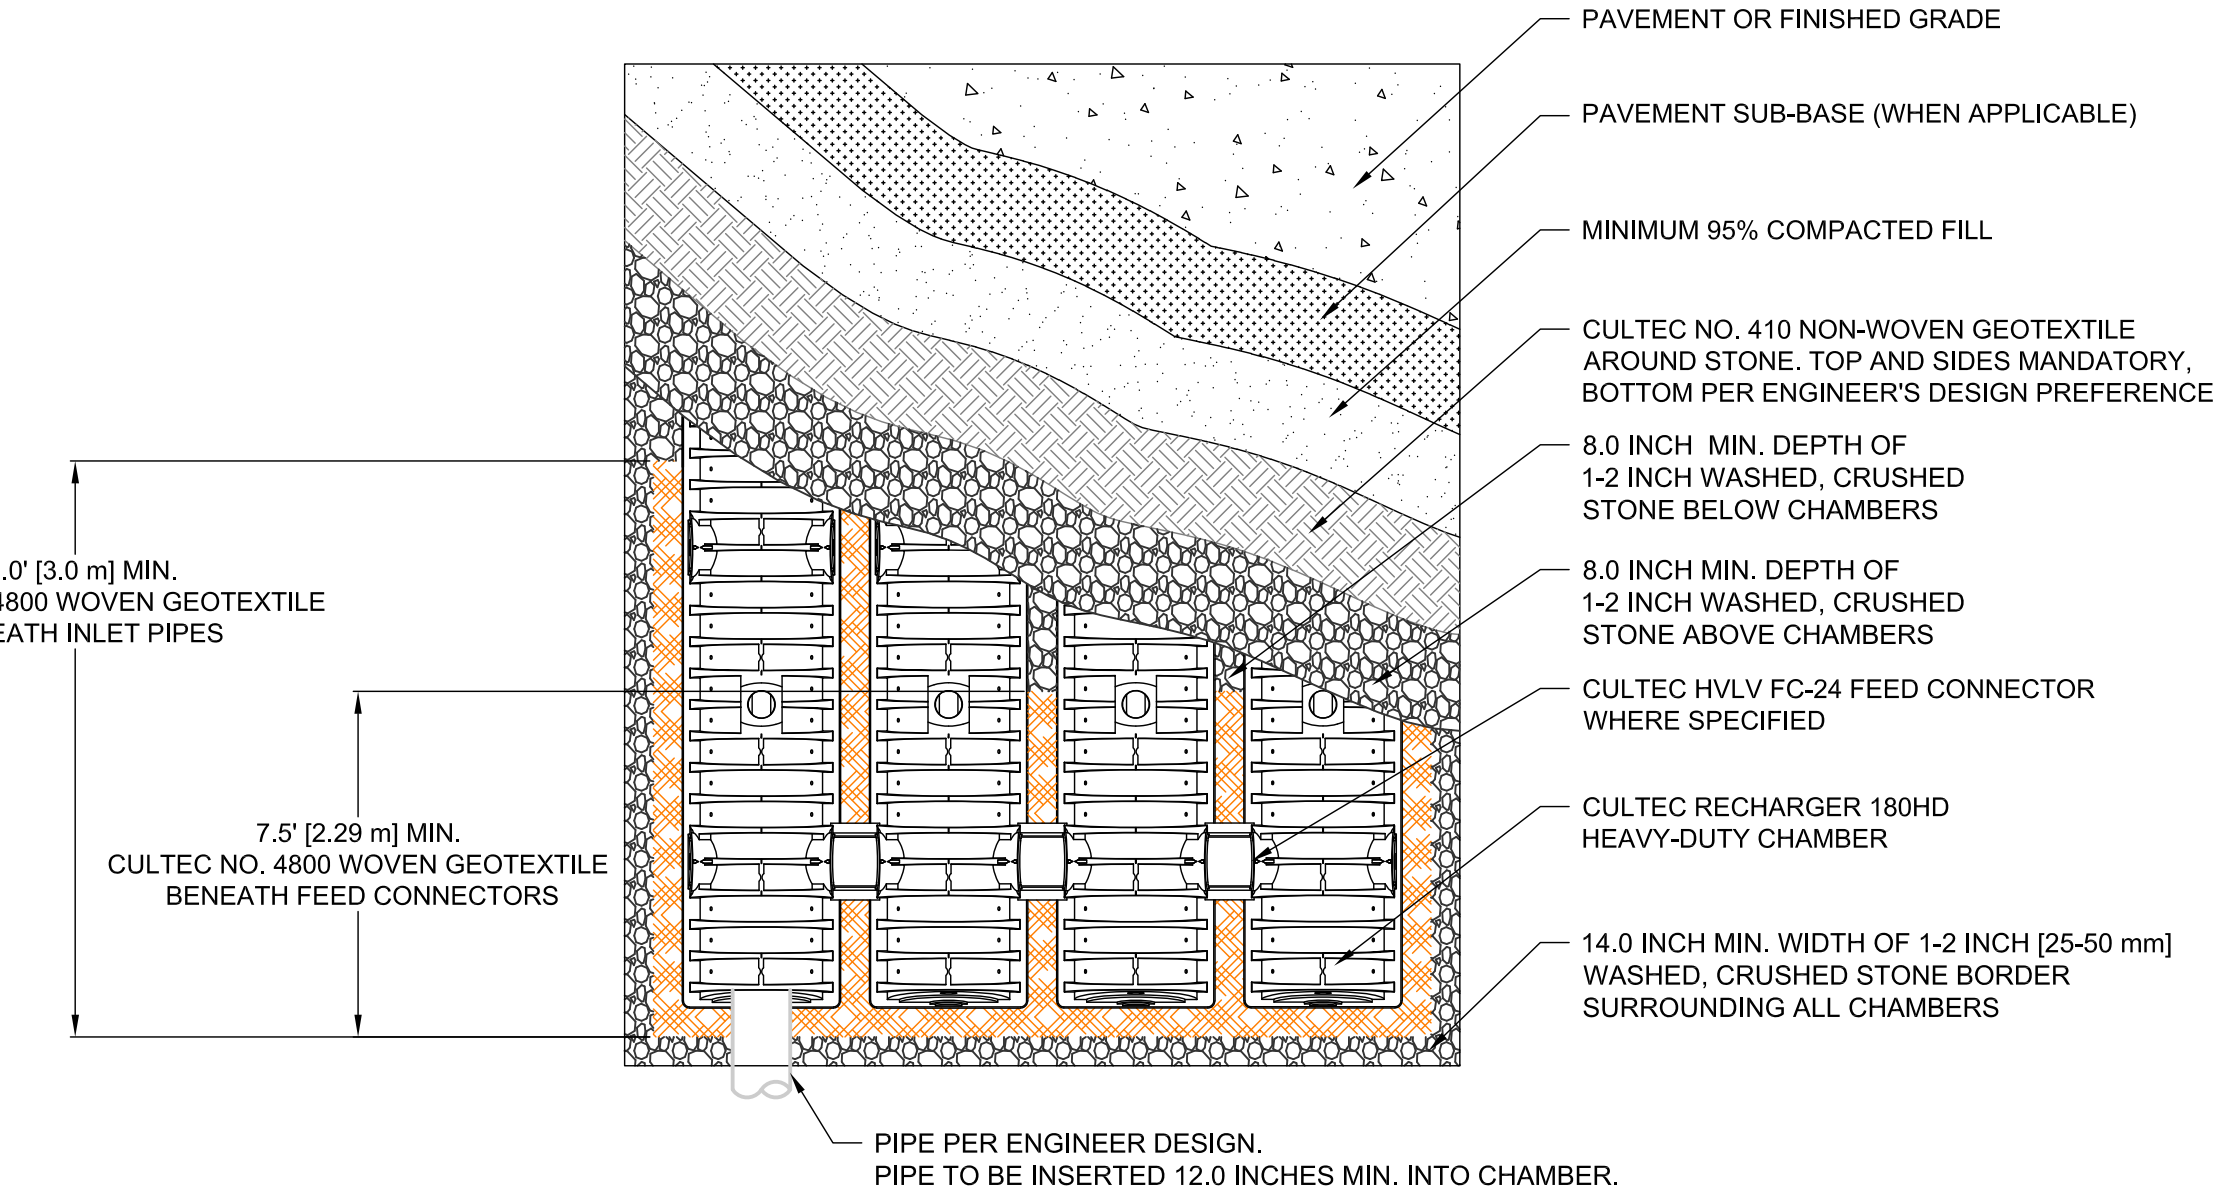 PAVEMENT OR FINISHED GRADE
PAVEMENT SUB-BASE (WHEN APPLICABLE)
MINIMUM 95% COMPACTED FILL
CULTEC NO. 410 NON-WOVEN GEOTEXTILE
AROUND STONE. TOP AND SIDES MANDATORY,
BOTTOM PER ENGINEER'S DESIGN PREFERENCE
8.0 INCH MIN. DEPTH OF
1-2 INCH WASHED, CRUSHED
STONE BELOW CHAMBERS
8.0 INCH MIN. DEPTH OF
1-2 INCH WASHED, CRUSHED
STONE ABOVE CHAMBERS
CULTEC HVLV FC-24 FEED CONNECTOR
WHERE SPECIFIED
CULTEC RECHARGER 180HD
HEAVY-DUTY CHAMBER
14.0 INCH MIN. WIDTH OF 1-2 INCH [25-50 mm]
WASHED, CRUSHED STONE BORDER
SURROUNDING ALL CHAMBERS
.0' [3.0 m] MIN.
4800 WOVEN GEOTEXTILE
EATH INLET PIPES
7.5' [2.29 m] MIN.
CULTEC NO. 4800 WOVEN GEOTEXTILE
BENEATH FEED CONNECTORS
PIPE PER ENGINEER DESIGN.
PIPE TO BE INSERTED 12.0 INCHES MIN. INTO CHAMBER.